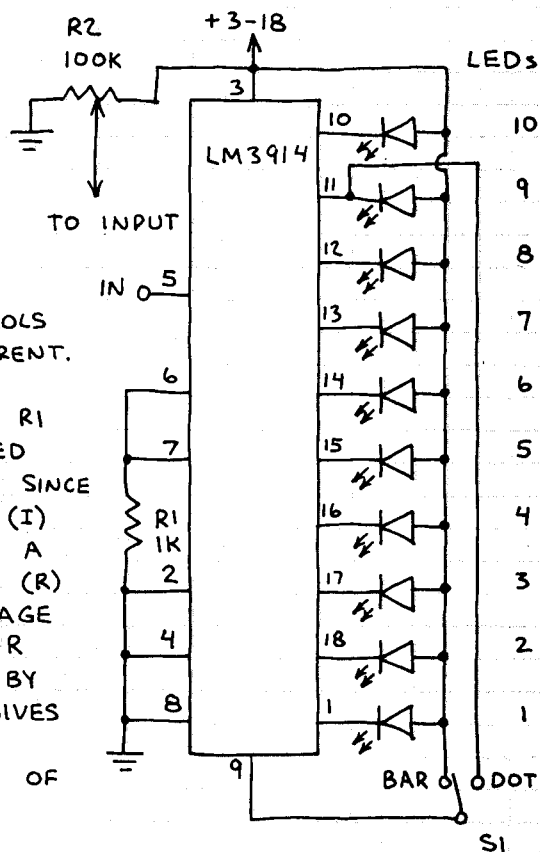 R2
100K
+3-18
LEDs
3
LM3914
10
10
TO INPUT
11
9
12
8
IN
5
13
7
OLS
RENT.
6
14
6
R1
ED
7
15
5
SINCE
(I)
R1
1K
16
4
A
(R)
2
17
3
AGE
R
4
18
2
BY
IVES
8
1
1
OF
9
BAR
DOT
S1